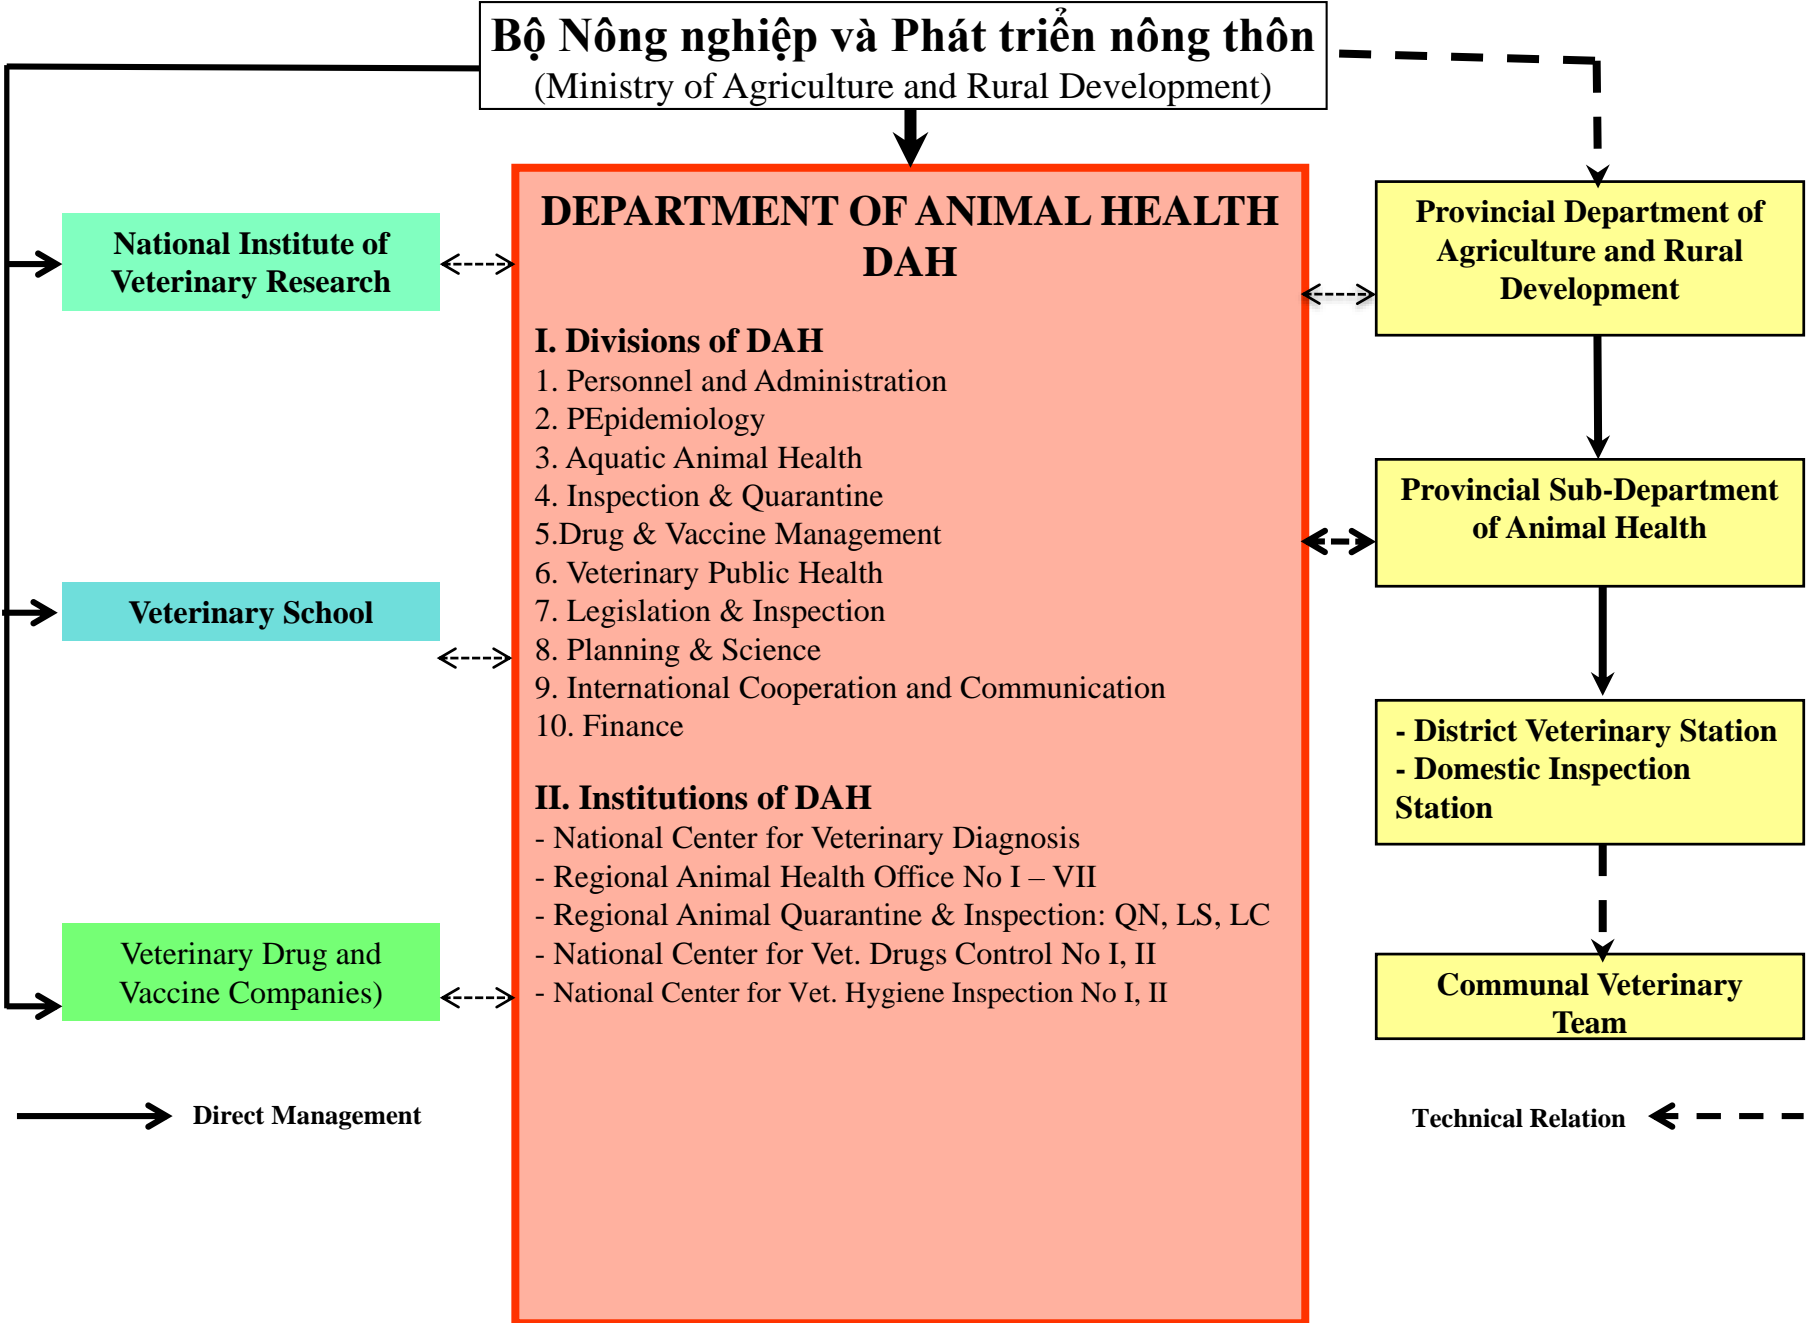 Bộ Nông nghiệp và Phát triển nông thôn
(Ministry of Agriculture and Rural Development)
National Institute of
Veterinary Research
Veterinary School
Veterinary Drug and
Vaccine Companies)
DEPARTMENT OF ANIMAL HEALTH
DAH
I. Divisions of DAH
1. Personnel and Administration
2. PEpidemiology
3. Aquatic Animal Health
4. Inspection & Quarantine
5.Drug & Vaccine Management
6. Veterinary Public Health
7. Legislation & Inspection
8. Planning & Science
9. International Cooperation and Communication
10. Finance
II. Institutions of DAH
- National Center for Veterinary Diagnosis
- Regional Animal Health Office No I – VII
- Regional Animal Quarantine & Inspection: QN, LS, LC
- National Center for Vet. Drugs Control No I, II
- National Center for Vet. Hygiene Inspection No I, II
Provincial Department of
Agriculture and Rural
Development
Provincial Sub-Department
of Animal Health
- District Veterinary Station
- Domestic Inspection
Station
Communal Veterinary
Team
Direct Management
Technical Relation